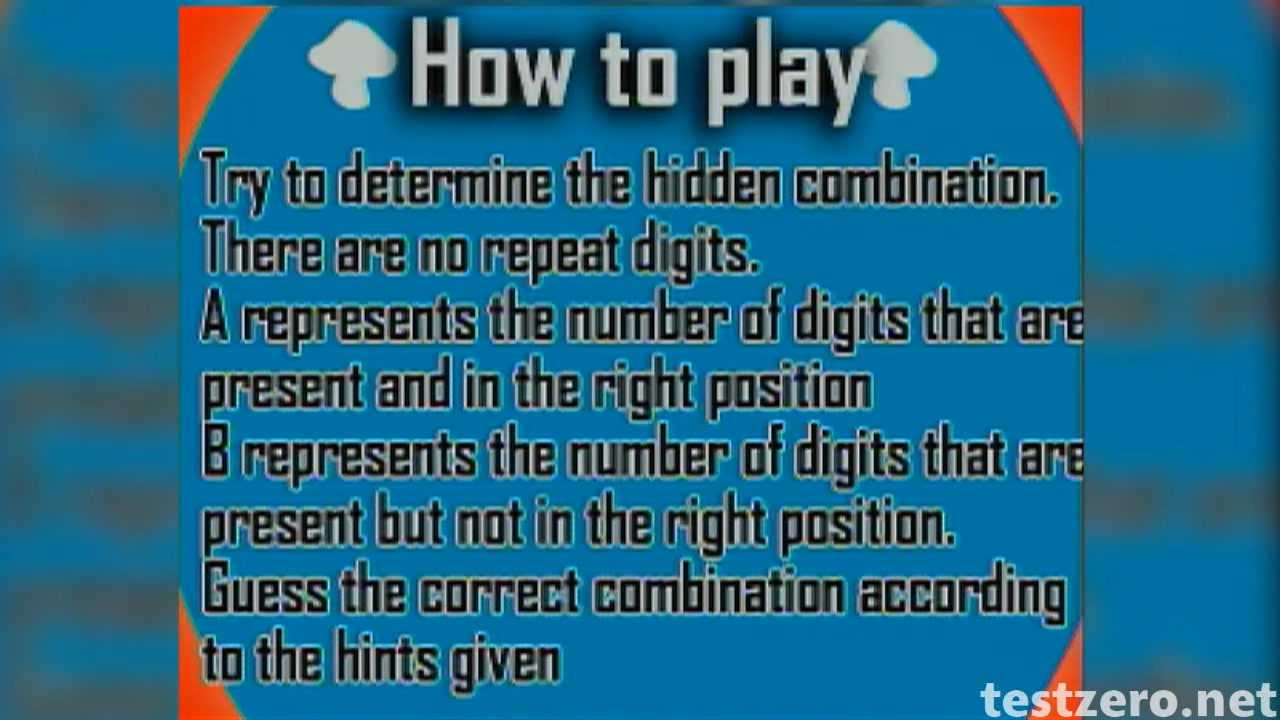 How to play
Try to determine the hidden combination.
There are no repeat digits.
A represents the number of digits that are
present and in the right position
B represents the number of digits that are
present but not in the right position.
Guess the correct combination according
to the hints given
testzero.net